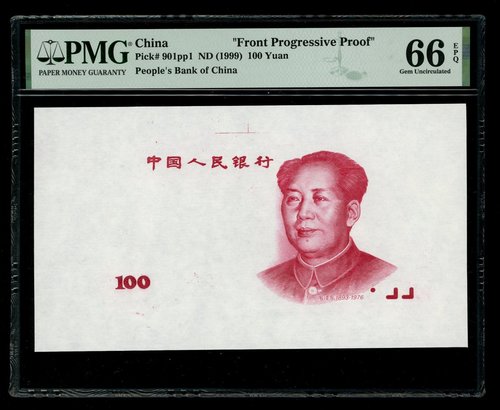 PMG
PAPER MONEY GUARANTY
China "Front Progressive Proof"
Pick# 901pp1 ND (1999) 100 Yuan
People's Bank of China
66 EPQ
Gem Uncirculated
中国人民银行
100
1893-1976